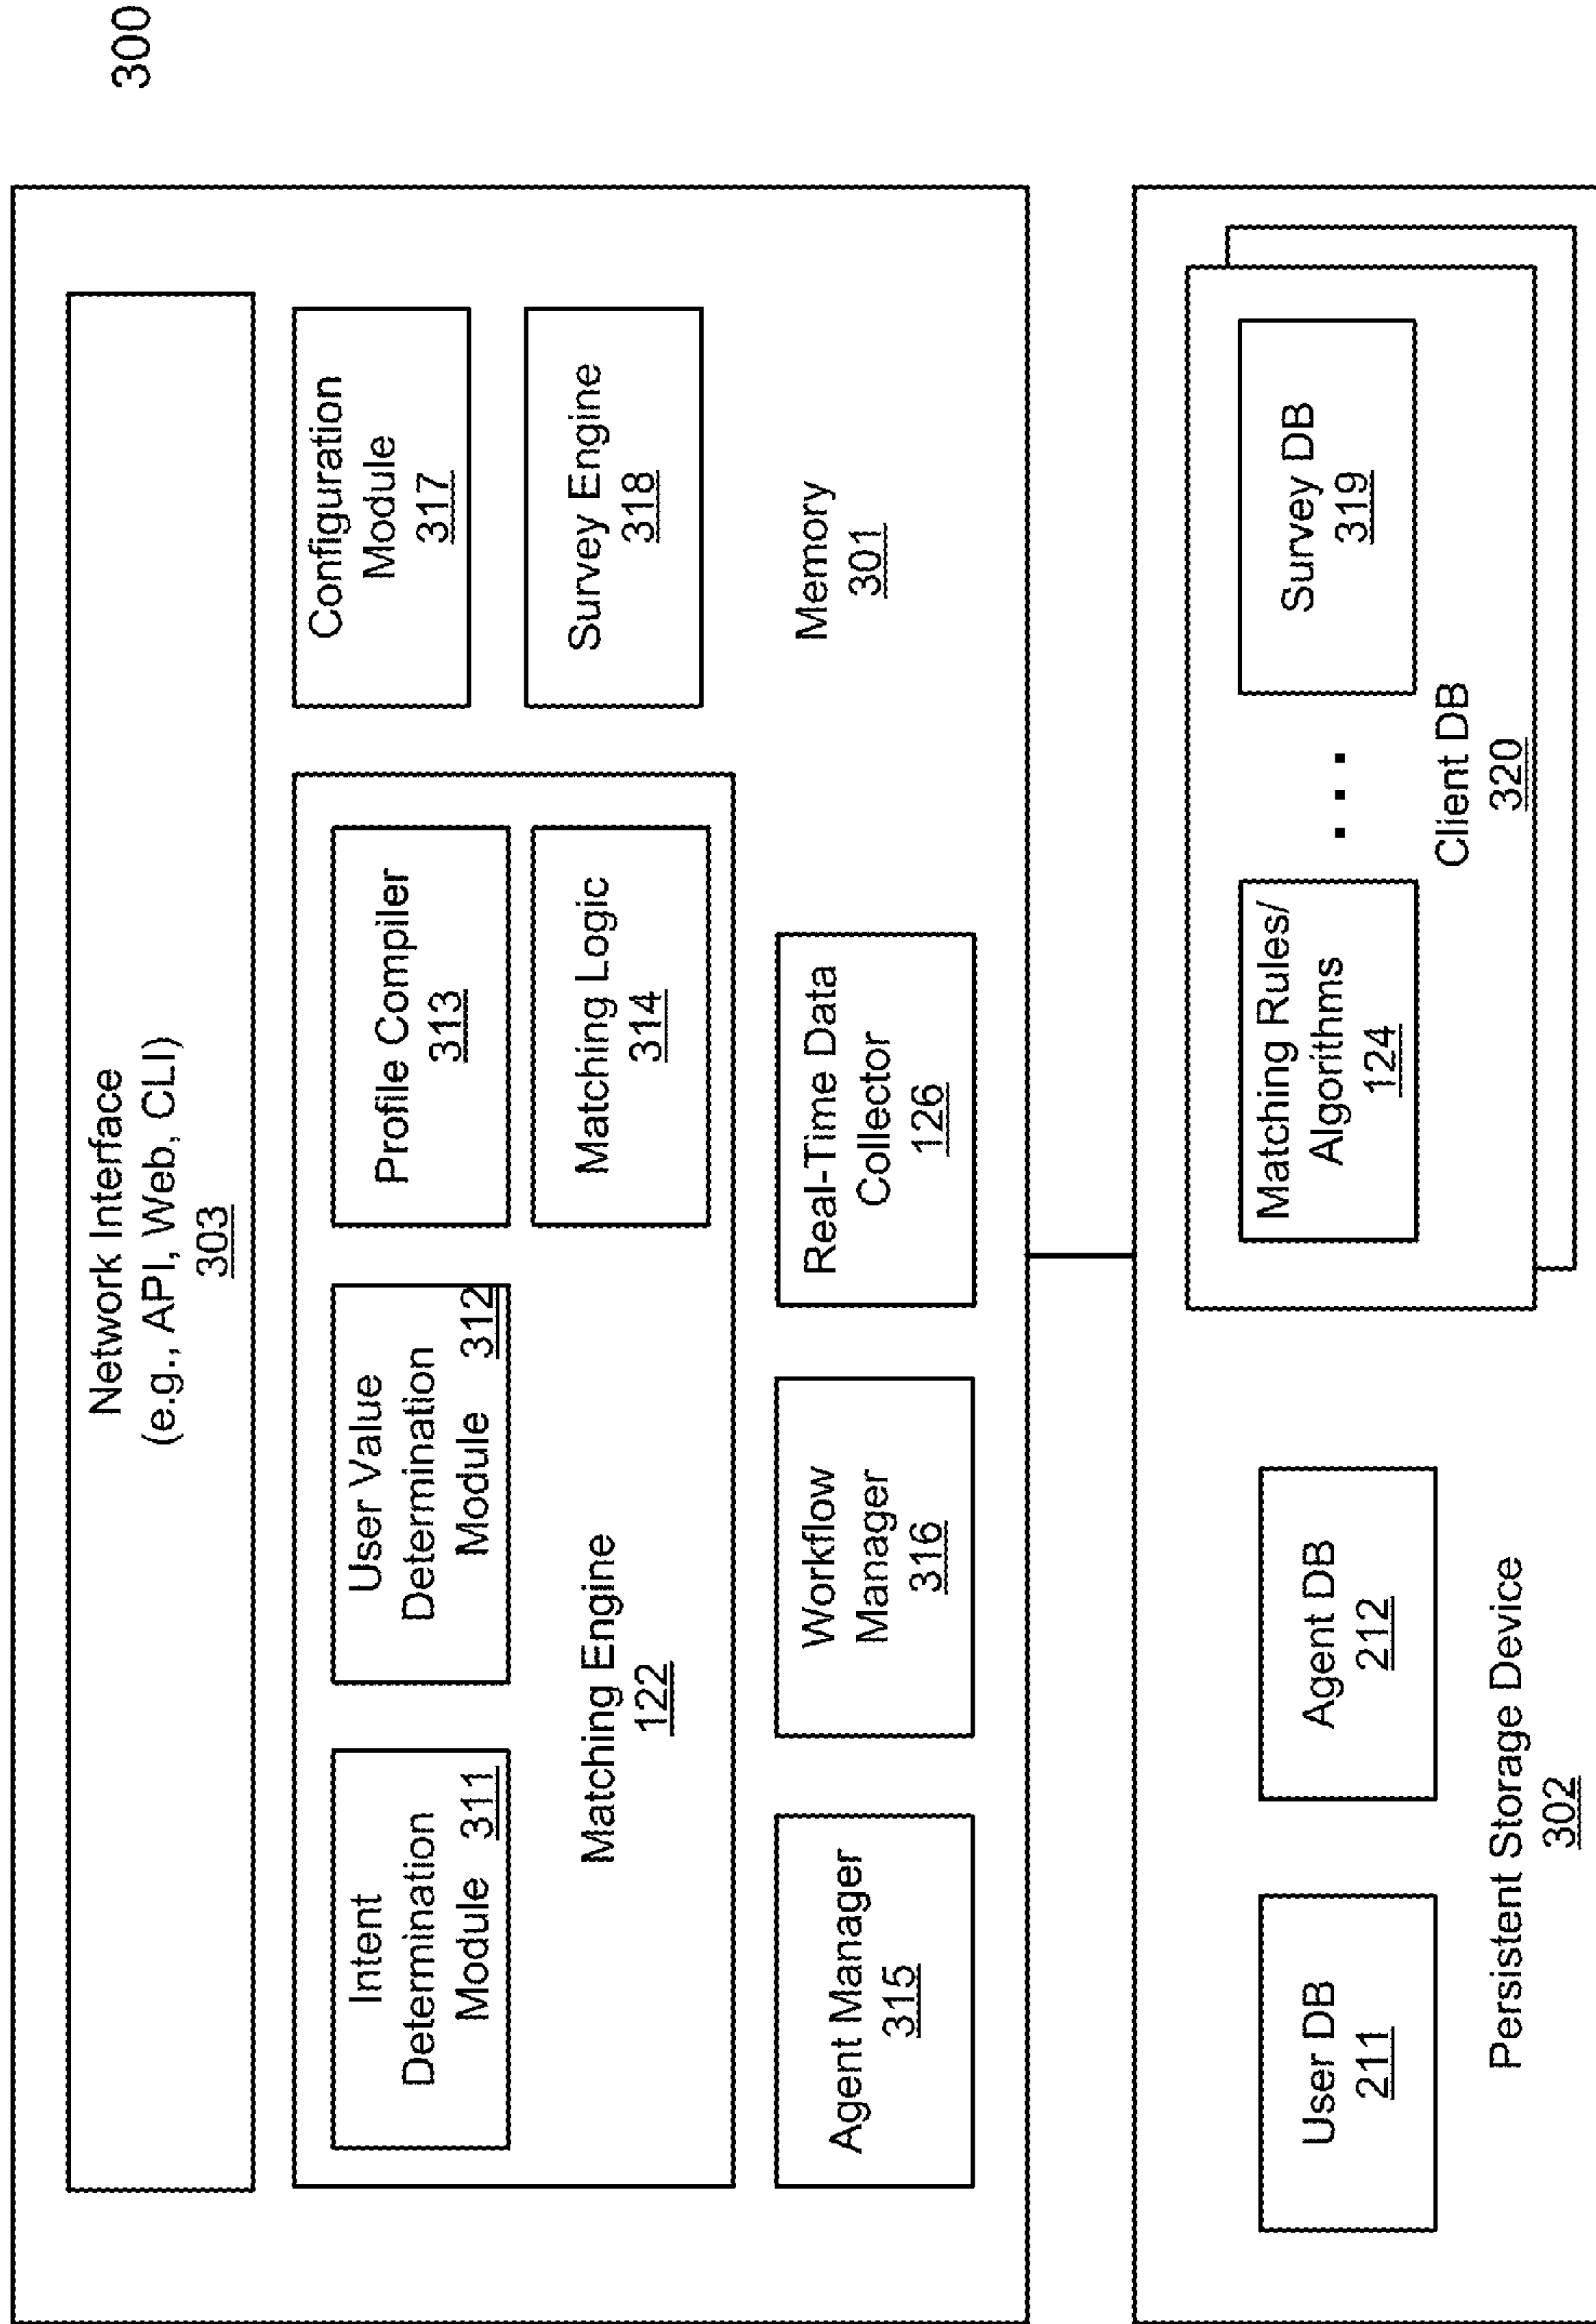 300
Network Interface
(e.g., API, Web, CLI)
303
Intent
Determination
Module 311
User Value
Determination
Module 312
Profile Compiler
313
Matching Logic
314
Matching Engine
122
Configuration
Module
317
Survey Engine
318
Agent Manager
315
Workflow
Manager
316
Real-Time Data
Collector
126
Memory
301
User DB
211
Agent DB
212
Matching Rules/
Algorithms
124
. . .
Survey DB
319
Client DB
320
Persistent Storage Device
302